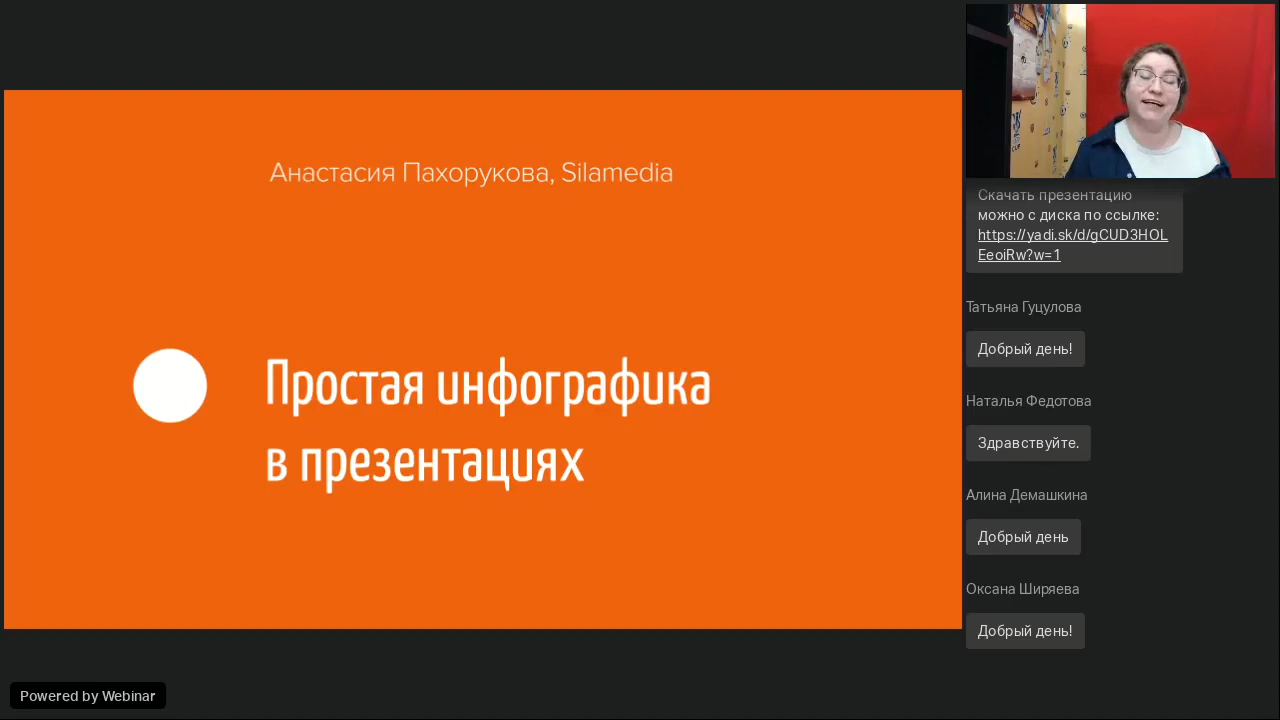 Анастасия Пахорукова, Silamedia
Простая инфографика
в презентациях
Скачать презентацию
можно с диска по ссылке:
https://yadi.sk/d/gCUD3HOL
EeoiRw?w=1
Татьяна Гуцулова
Добрый день!
Наталья Федотова
Здравствуйте.
Алина Демашкина
Добрый день
Оксана Ширяева
Добрый день!
Powered by Webinar